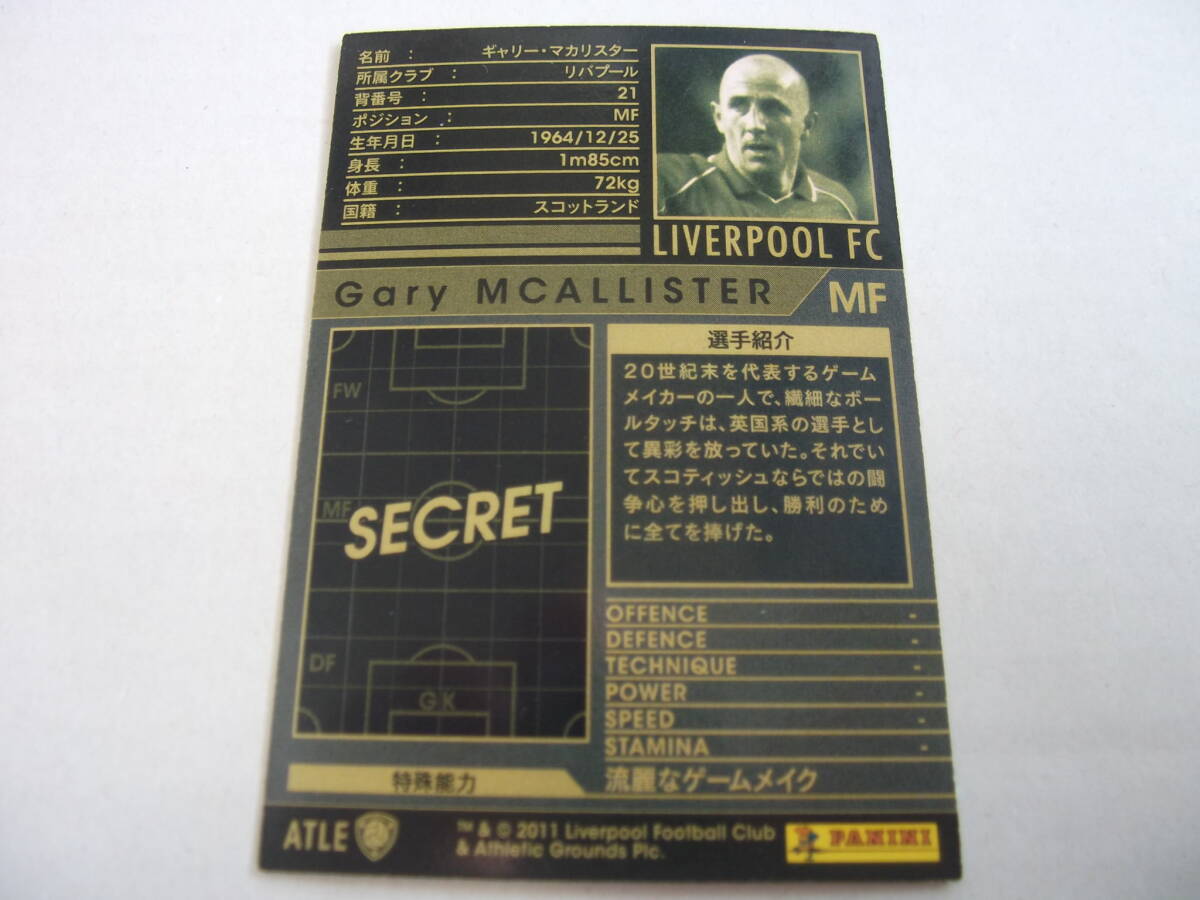 名前 : ギャリー・マカリスター
所属クラブ : リバプール
背番号 : 21
ポジション : MF
生年月日 : 1964/12/25
身長 : 1m85cm
体重 : 72kg
国籍 : スコットランド
LIVERPOOL FC
Gary MCALLISTER MF
FW
MF
SECRET
DF
GK
選手紹介
20世紀末を代表するゲーム
メイカーの一人で、繊細なボー
ルタッチは、英国系の選手とし
て異彩を放っていた。それでい
てスコティッシュならではの闘
争心を押し出し、勝利のため
に全てを捧げた。
OFFENCE -
DEFENCE -
TECHNIQUE -
POWER -
SPEED -
STAMINA -
特殊能力 流麗なゲームメイク
ATLE
™ & © 2011 Liverpool Football Club
& Athletic Grounds Plc.
PANINI